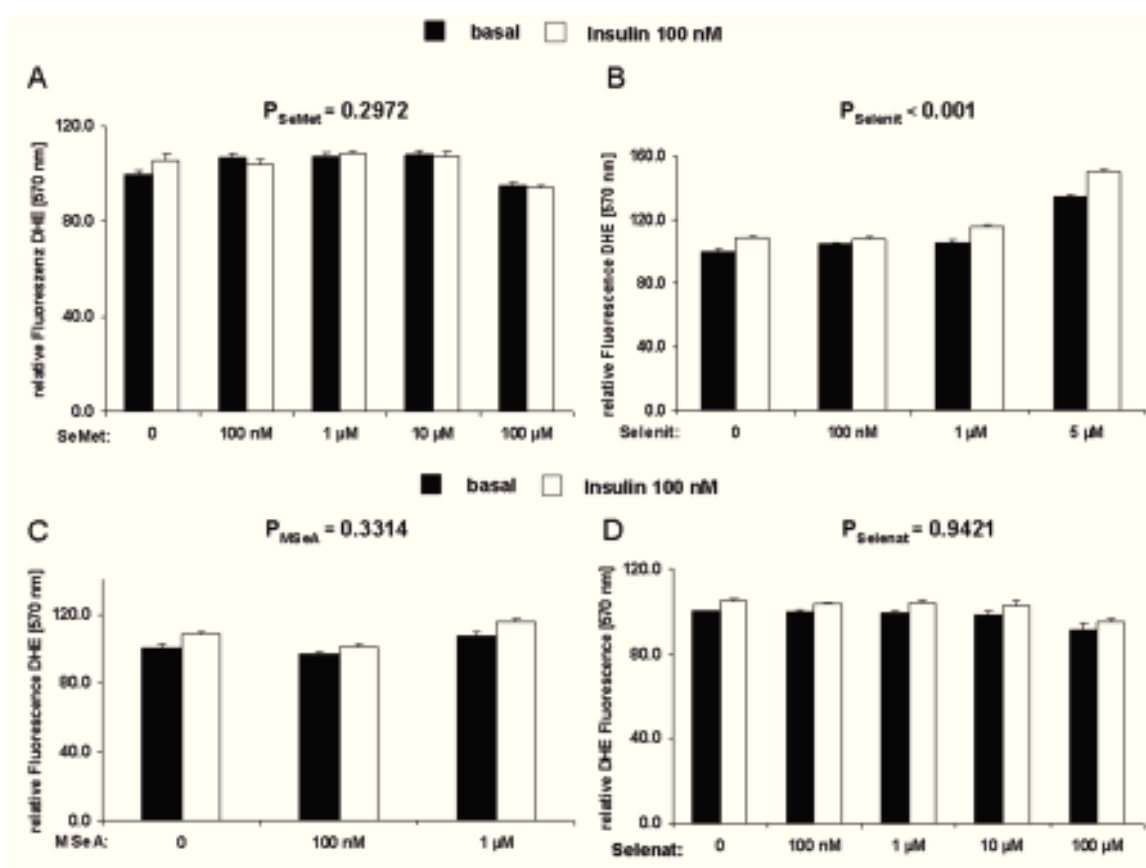 basal Insulin 100 nM
A
P SeMet = 0.2972
relative Fluoreszenz DHE [570 nm]
120.0
80.0
40.0
0.0
SeMet: 0 100 nM 1 µM 10 µM 100 µM
B
P Selenit < 0.001
relative Fluorescence DHE [570 nm]
160.0
120.0
80.0
40.0
0.0
Selenit: 0 100 nM 1 µM 5 µM
basal Insulin 100 nM
C
P MSeA = 0.3314
relative Fluorescence DHE [570 nm]
120.0
80.0
40.0
0.0
MSeA: 0 100 nM 1 µM
D
P Selenat = 0.9421
relative DHE Fluorescence [570 nm]
120.0
80.0
40.0
0.0
Selenat: 0 100 nM 1 µM 10 µM 100 µM